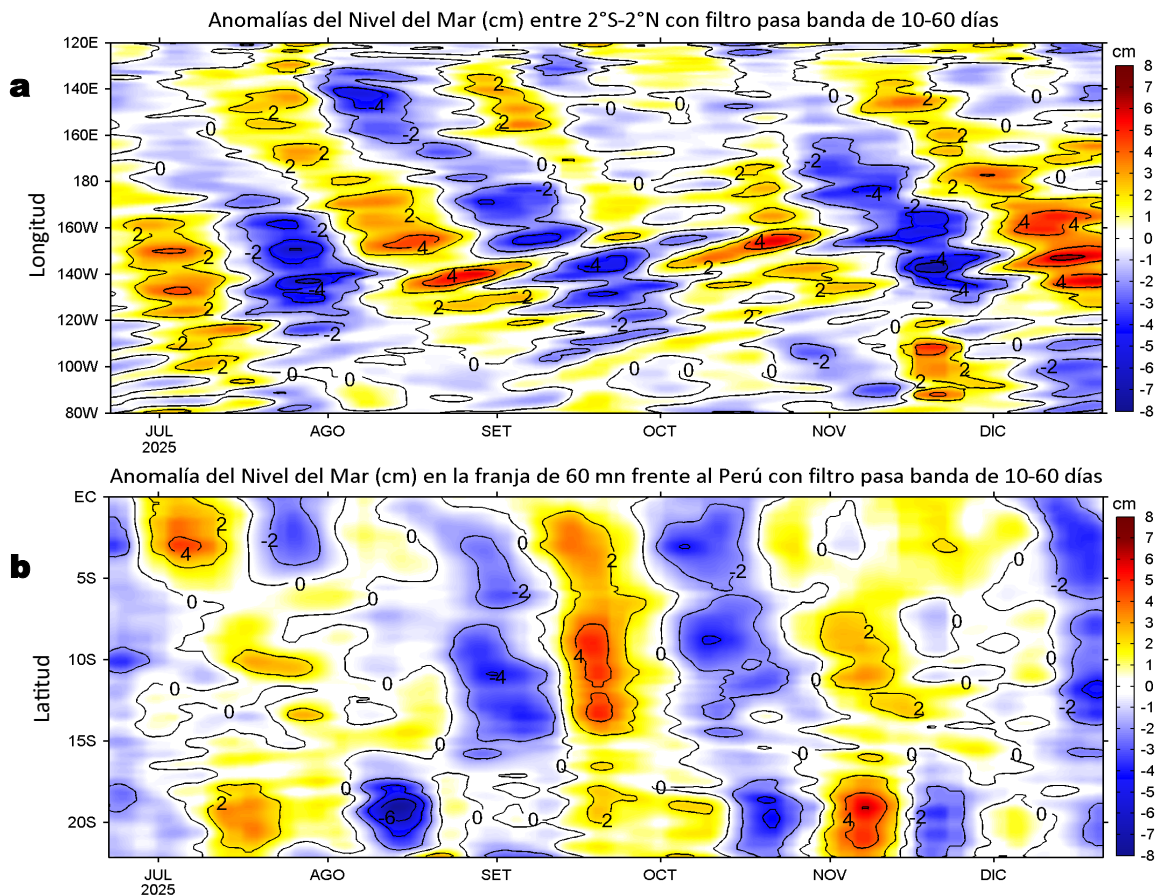 Anomalías del Nivel del Mar (cm) entre 2°S-2°N con filtro pasa banda de 10-60 días
a
Longitud
120E
140E
160E
180
160W
140W
120W
100W
80W
JUL
2025
AGO
SET
OCT
NOV
DIC
cm
8
7
6
5
4
3
2
1
0
-1
-2
-3
-4
-5
-6
-7
-8
Anomalía del Nivel del Mar (cm) en la franja de 60 mn frente al Perú con filtro pasa banda de 10-60 días
b
Latitud
EC
5S
10S
15S
20S
JUL
2025
AGO
SET
OCT
NOV
DIC
cm
8
7
6
5
4
3
2
1
0
-1
-2
-3
-4
-5
-6
-7
-8